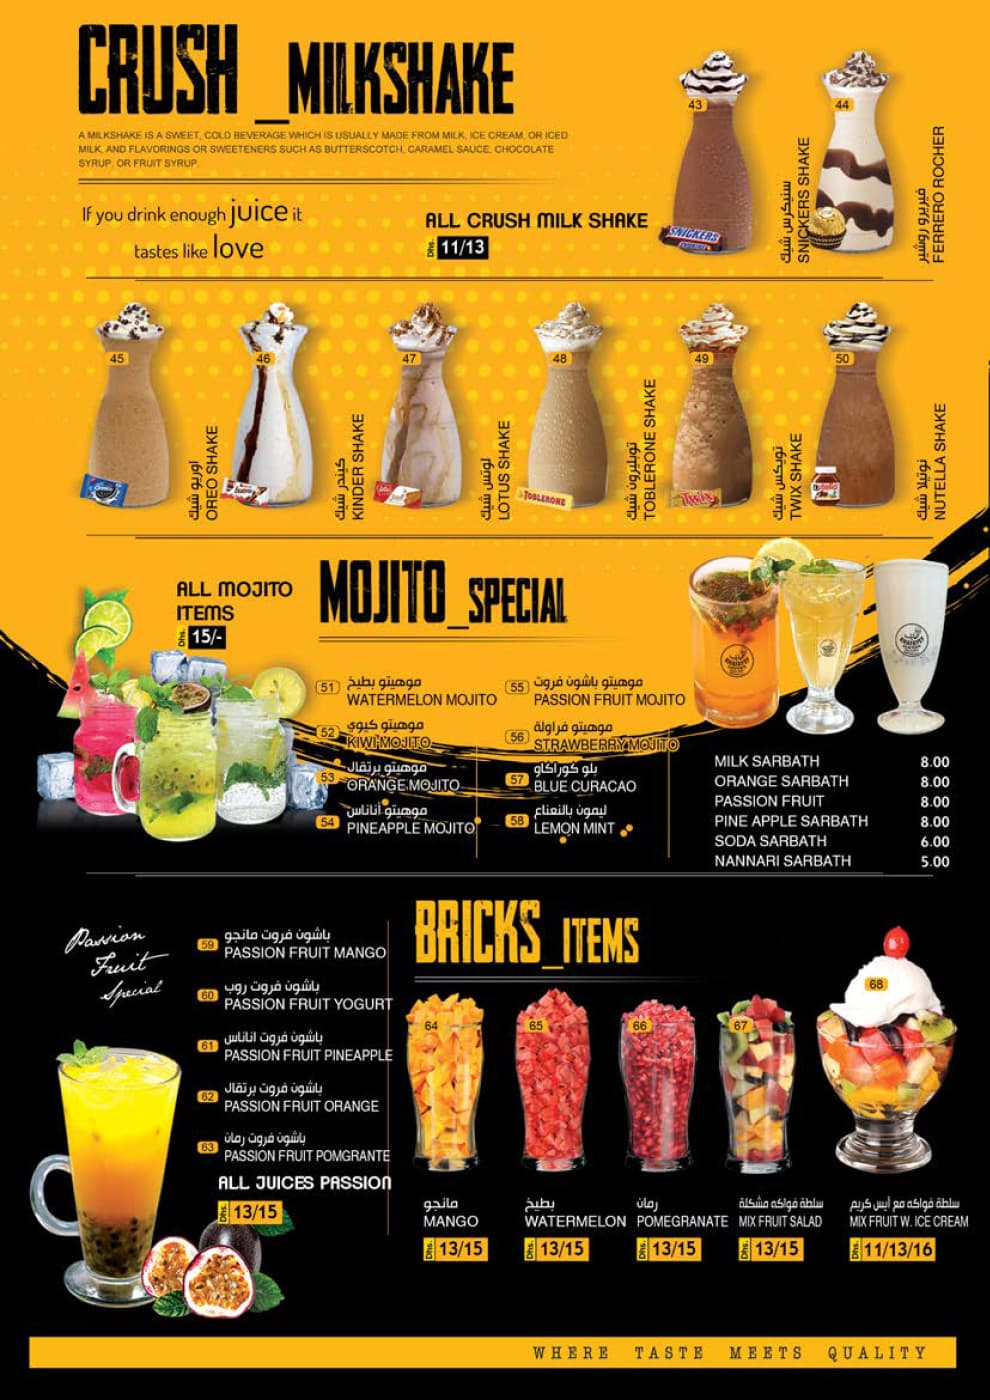 CRUSH _MILKSHAKE
A MILKSHAKE IS A SWEET, COLD BEVERAGE WHICH IS USUALLY MADE FROM MILK, ICE CREAM, OR ICED
MILK, AND FLAVORINGS OR SWEETENERS SUCH AS BUTTERSCOTCH, CARAMEL SAUCE, CHOCOLATE
SYRUP, OR FRUIT SYRUP.
If you drink enough juice it
tastes like love
ALL CRUSH MILK SHAKE
Dhs. 11/13
43
SNICKERS
سنيكرس شيك
SNICKERS SHAKE
44
فيريرو روشير
FERRERO ROCHER
45
اوريو شيك
OREO SHAKE
46
كيندر شيك
KINDER SHAKE
47
لوتس شيك
LOTUS SHAKE
48
TOBLERONE
توبليرون شيك
TOBLERONE SHAKE
49
TWIX
تويكس شيك
TWIX SHAKE
50
nutella
نوتيلا شيك
NUTELLA SHAKE
ALL MOJITO
ITEMS
Dhs. 15/-
MOJITO_SPECIAL
51 موهيتو بطيخ
WATERMELON MOJITO
52 موهيتو كيوي
KIWI MOJITO
53 موهيتو برتقال
ORANGE MOJITO
54 موهيتو أناناس
PINEAPPLE MOJITO
55 موهيتو باشون فروت
PASSION FRUIT MOJITO
56 موهيتو فراولة
STRAWBERRY MOJITO
57 بلو كوراكاو
BLUE CURACAO
58 ليمون بالنعناع
LEMON MINT
MILK SARBATH 8.00
ORANGE SARBATH 8.00
PASSION FRUIT 8.00
PINE APPLE SARBATH 8.00
SODA SARBATH 6.00
NANNARI SARBATH 5.00
Passion
Fruit
Special
59 باشون فروت مانجو
PASSION FRUIT MANGO
60 باشون فروت روب
PASSION FRUIT YOGURT
61 باشون فروت اناناس
PASSION FRUIT PINEAPPLE
62 باشون فروت برتقال
PASSION FRUIT ORANGE
63 باشون فروت رمان
PASSION FRUIT POMGRANTE
ALL JUICES PASSION
Dhs. 13/15
BRICKS_ITEMS
64
مانجو
MANGO
Dhs. 13/15
65
بطيخ
WATERMELON
Dhs. 13/15
66
رمان
POMEGRANATE
Dhs. 13/15
67
سلطة فواكه مشكلة
MIX FRUIT SALAD
Dhs. 13/15
68
سلطة فواكه مع أيس كريم
MIX FRUIT W. ICE CREAM
Dhs. 11/13/16
WHERE TASTE MEETS QUALITY